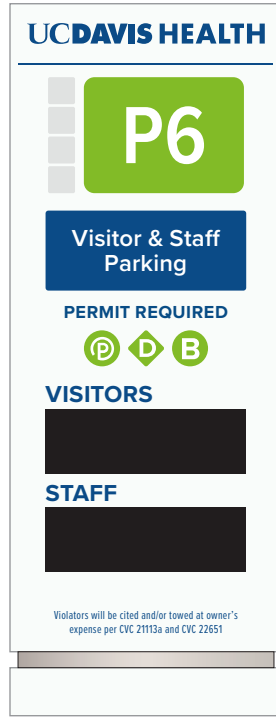 UCDAVIS HEALTH
P6
Visitor & Staff
Parking
PERMIT REQUIRED
P D B
VISITORS
STAFF
Violators will be cited and/or towed at owner's
expense per CVC 21113a and CVC 22651